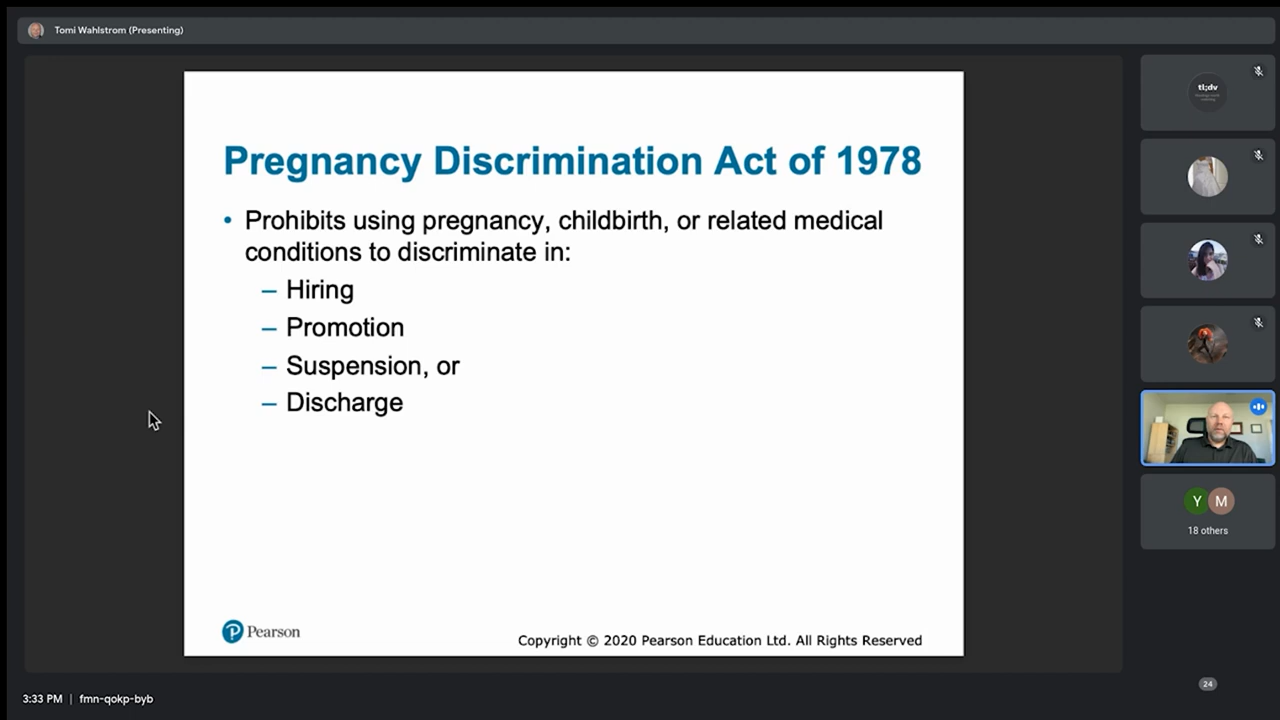 Tomi Wahlstrom (Presenting)
Pregnancy Discrimination Act of 1978
• Prohibits using pregnancy, childbirth, or related medical
conditions to discriminate in:
– Hiring
– Promotion
– Suspension, or
– Discharge
Pearson
Copyright © 2020 Pearson Education Ltd. All Rights Reserved
tl;dv
Y M
18 others
3:33 PM | fmn-qokp-byb
24